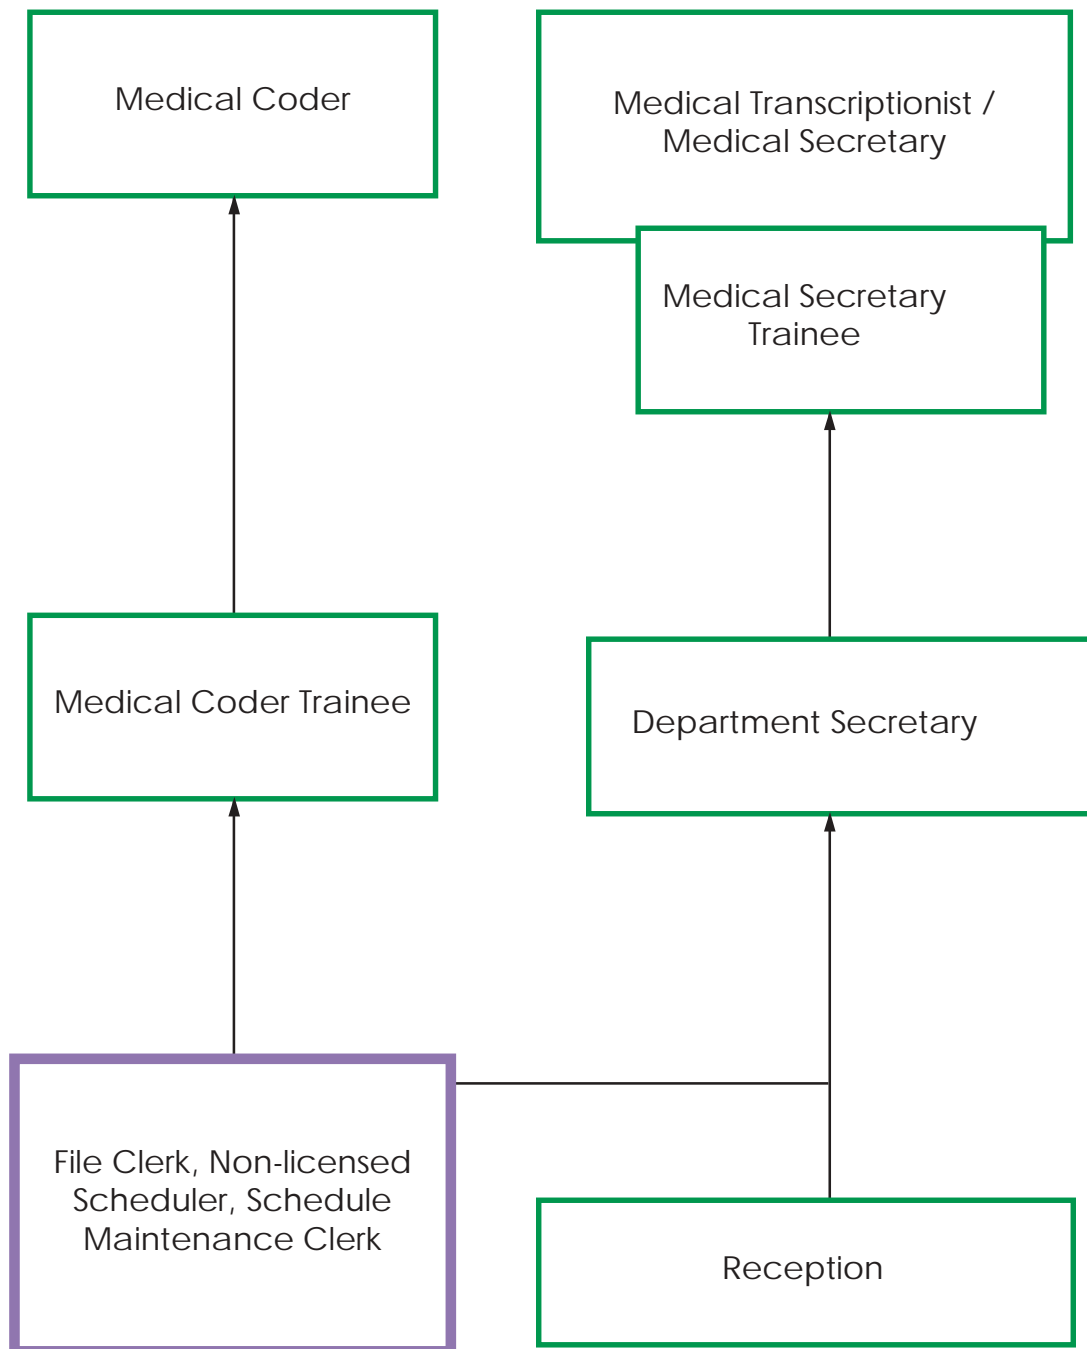 Medical Coder
Medical Transcriptionist /
Medical Secretary
Medical Secretary
Trainee
Medical Coder Trainee
Department Secretary
File Clerk, Non-licensed
Scheduler, Schedule
Maintenance Clerk
Reception